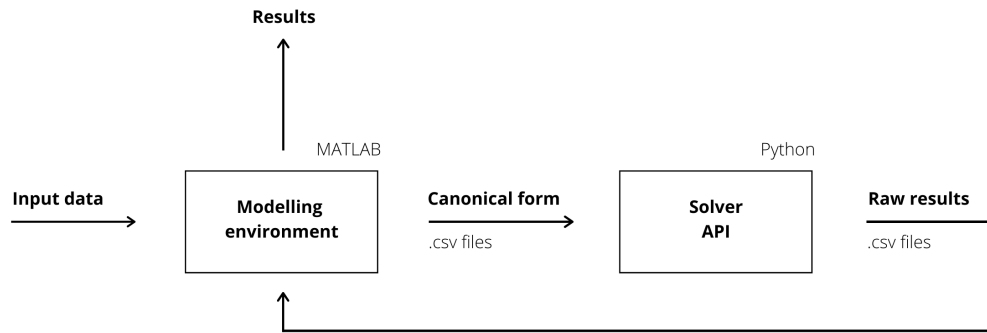 Results
MATLAB
Python
Input data
Modelling
environment
Canonical form
.csv files
Solver
API
Raw results
.csv files